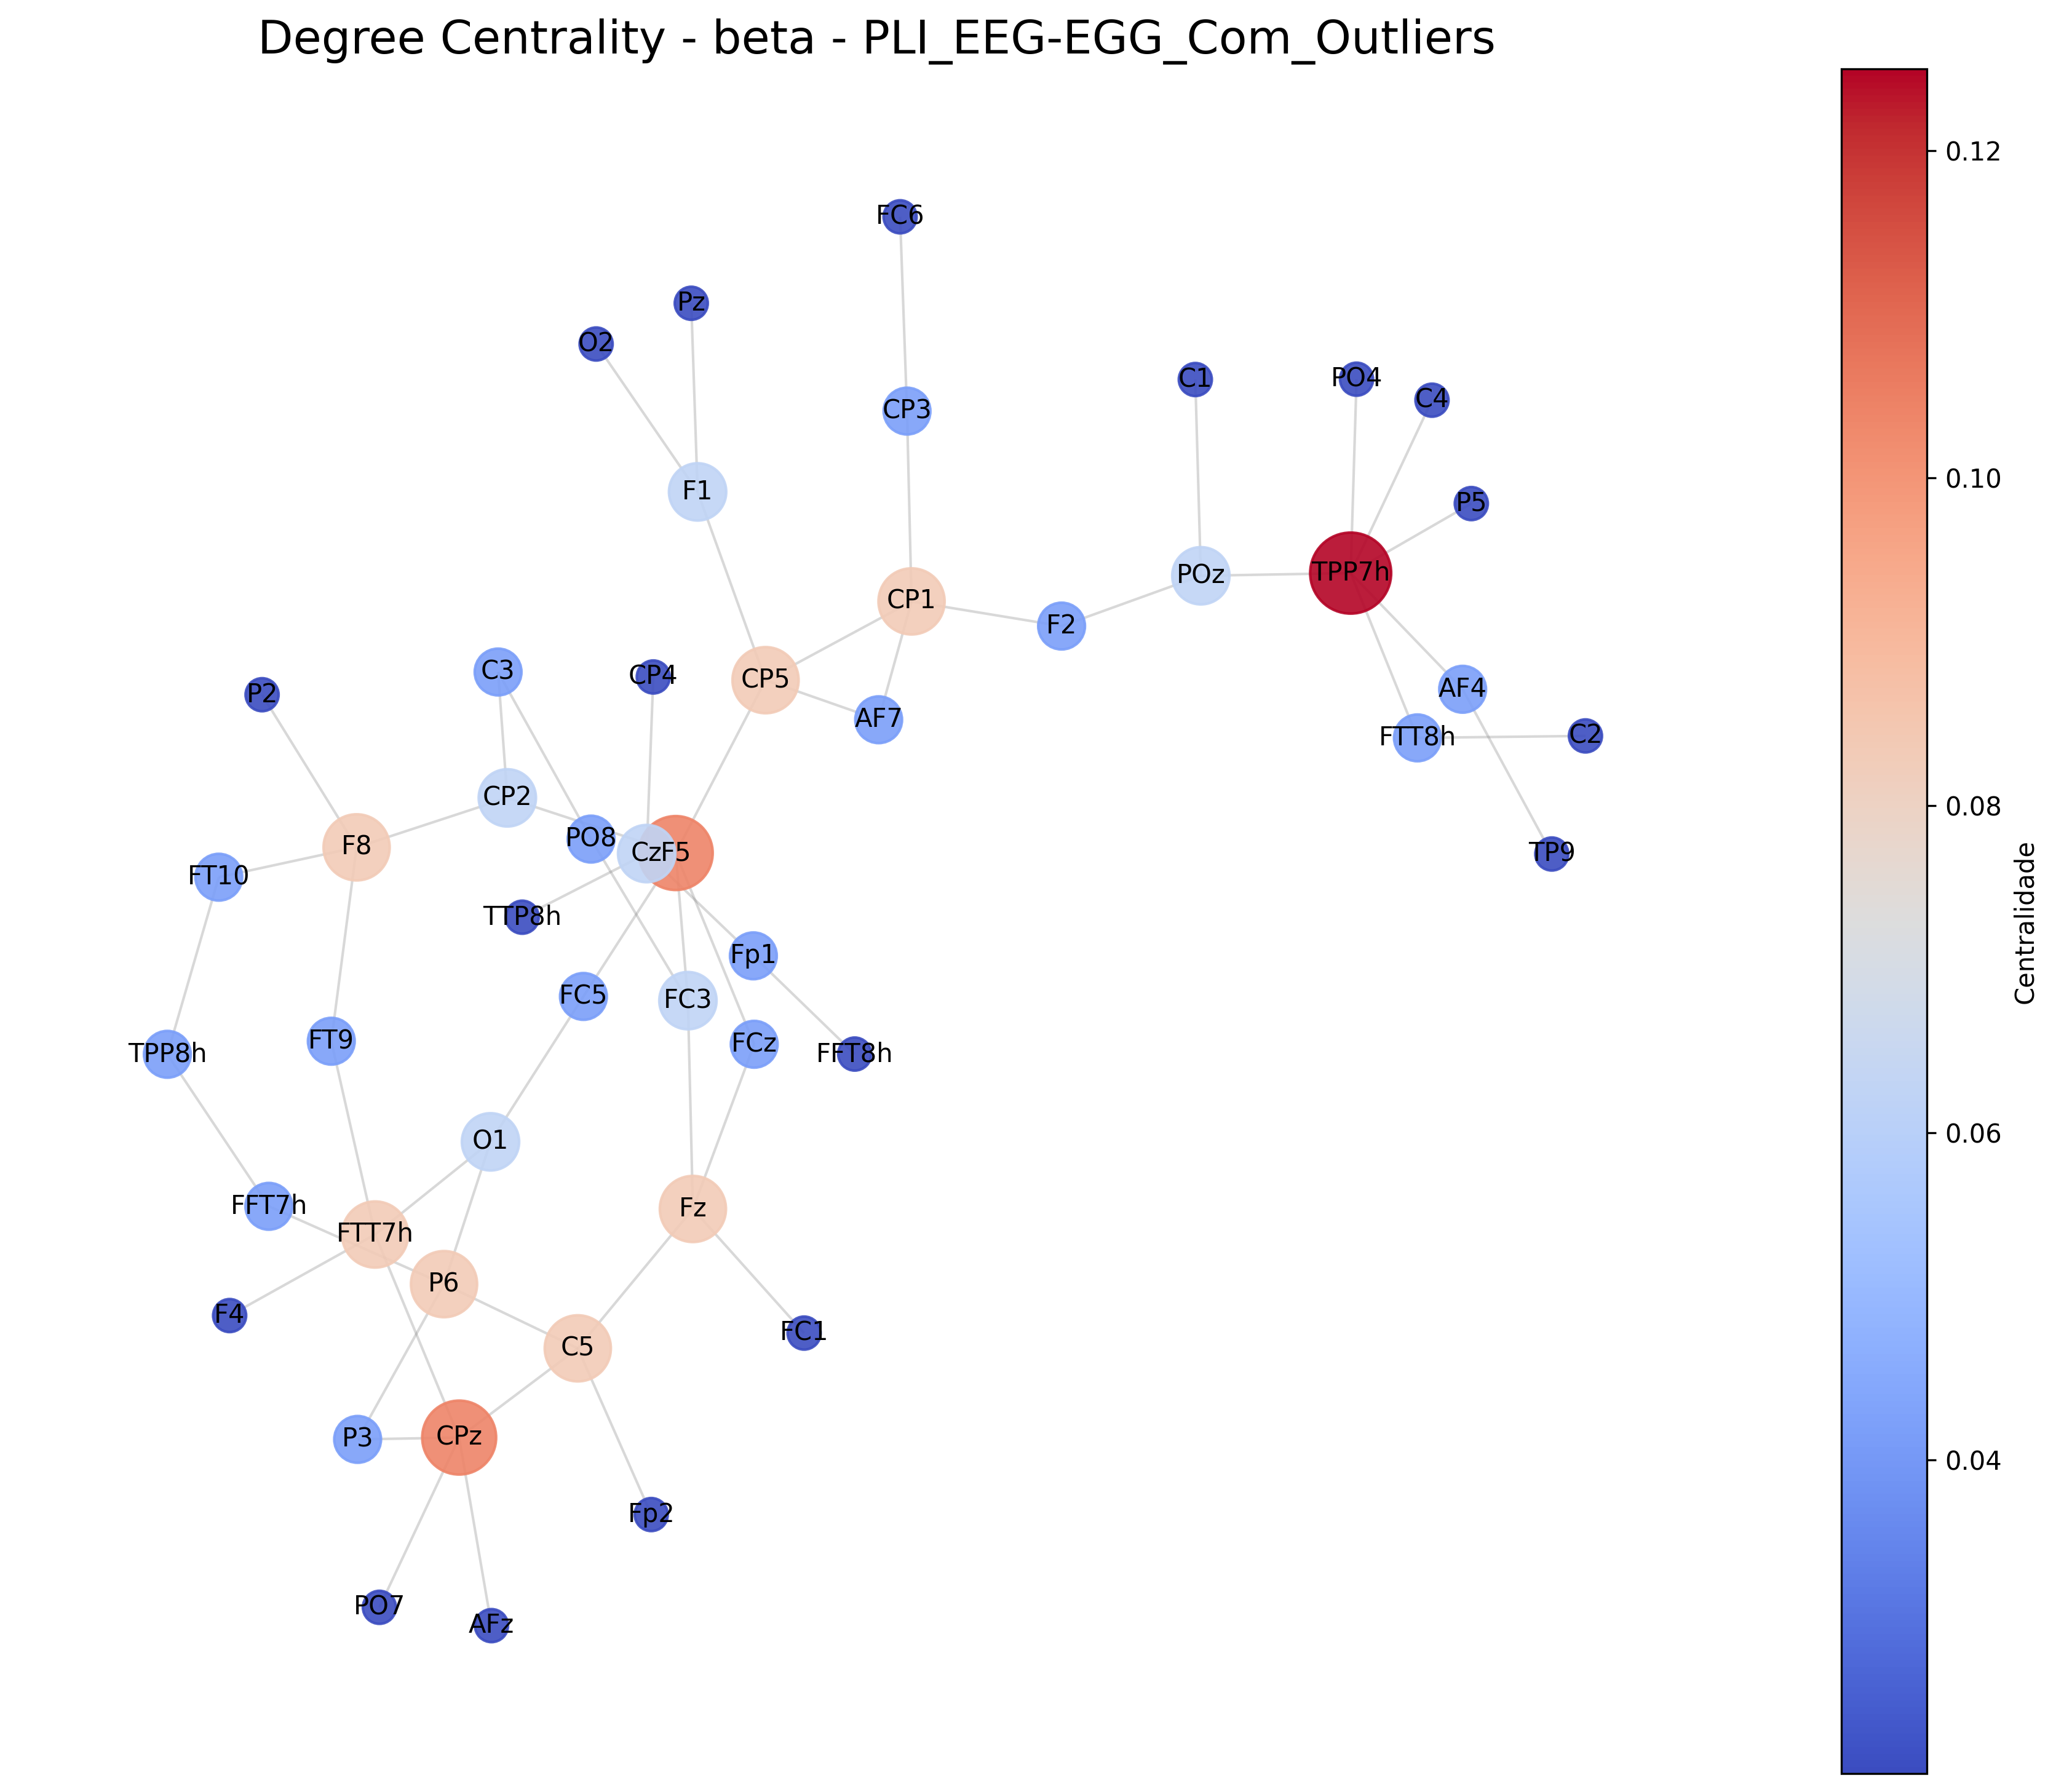 Degree Centrality - beta - PLI_EEG-EGG_Com_Outliers
0.12
FC6
Pz
O2
C1
PO4
C4
CP3
0.10
F1
P5
TPP7h
POz
CP1
F2
C3
CP4
CP5
P2
AF7
AF4
FTT8h
C2
CP2
0.08
PO8
F8
Cz
F5
TP9
FT10
TTP8h
Centralidade
Fp1
FC5
FC3
FT9
FCz
TPP8h
FFT8h
0.06
O1
FFT7h
Fz
FTT7h
P6
F4
FC1
C5
CPz
P3
0.04
Fp2
PO7
AFz